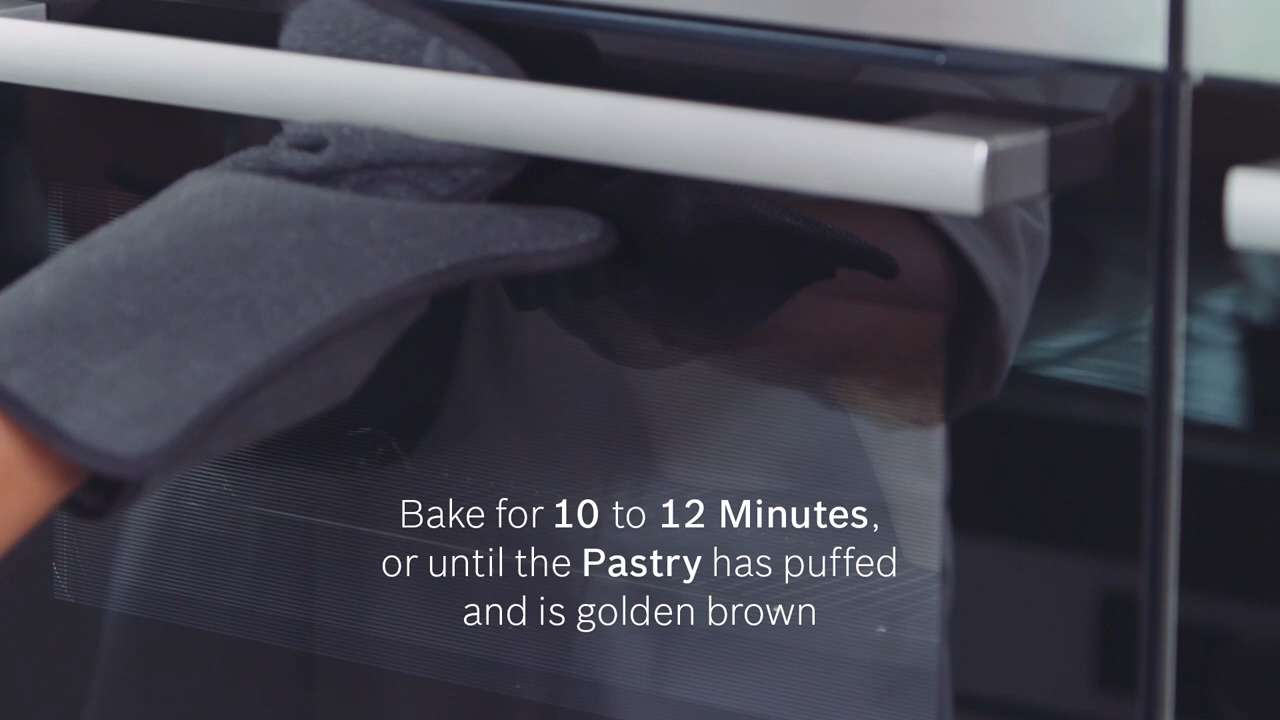 Bake for 10 to 12 Minutes,
or until the Pastry has puffed
and is golden brown